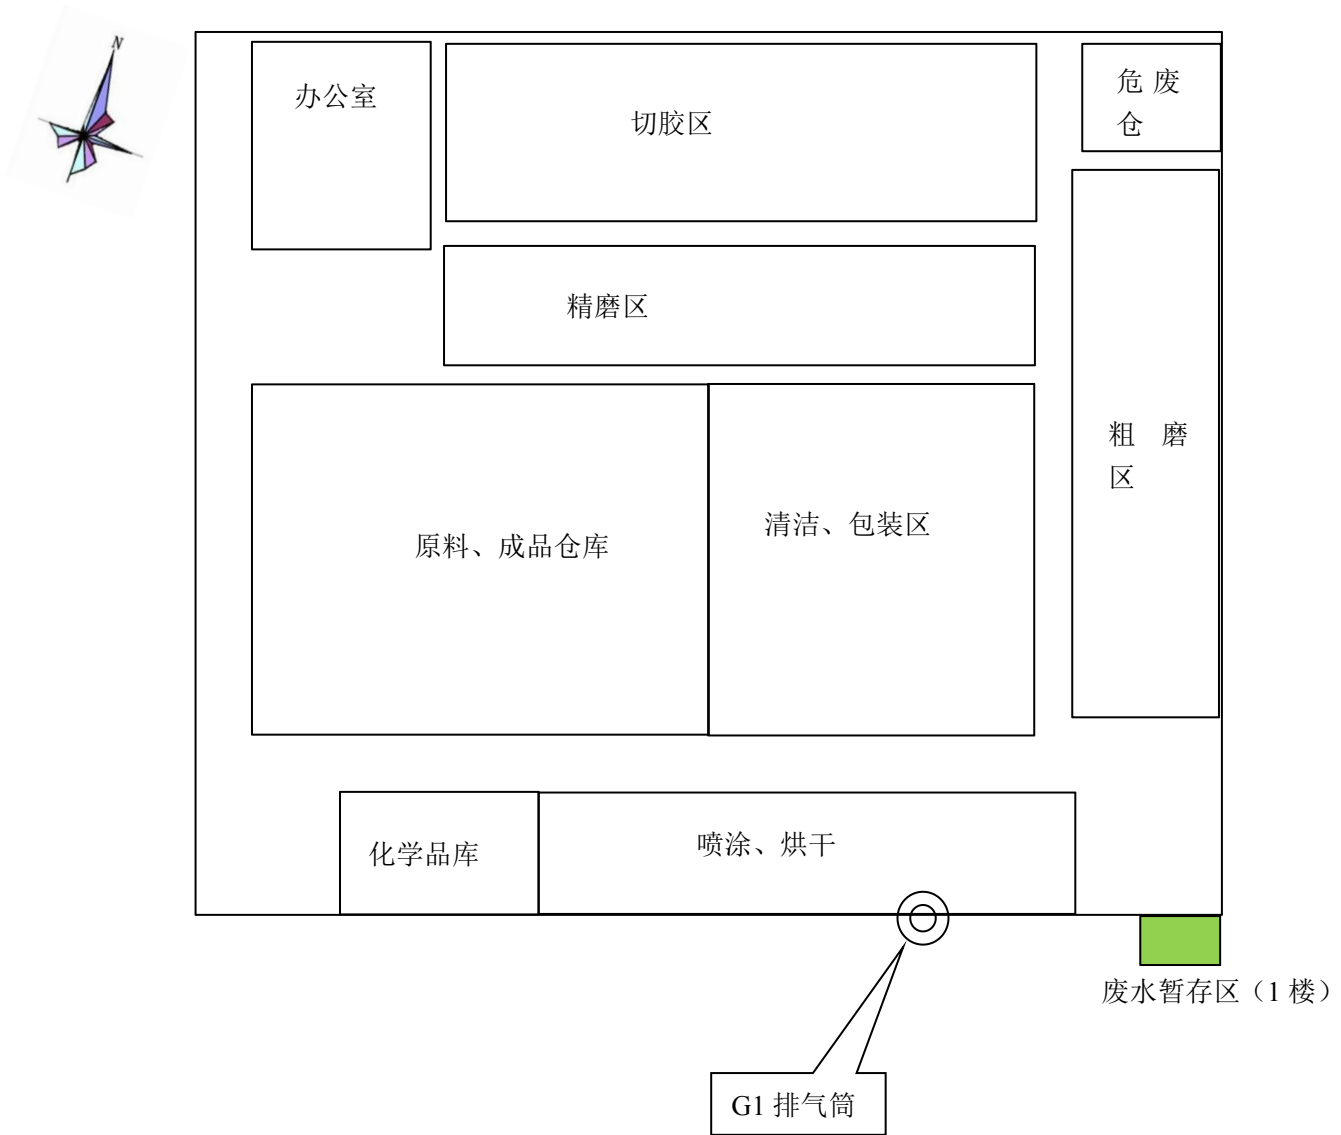 N
办公室
切胶区
危废
仓
精磨区
粗磨
区
原料、成品仓库
清洁、包装区
化学品库
喷涂、烘干
废水暂存区（1 楼）
G1 排气筒